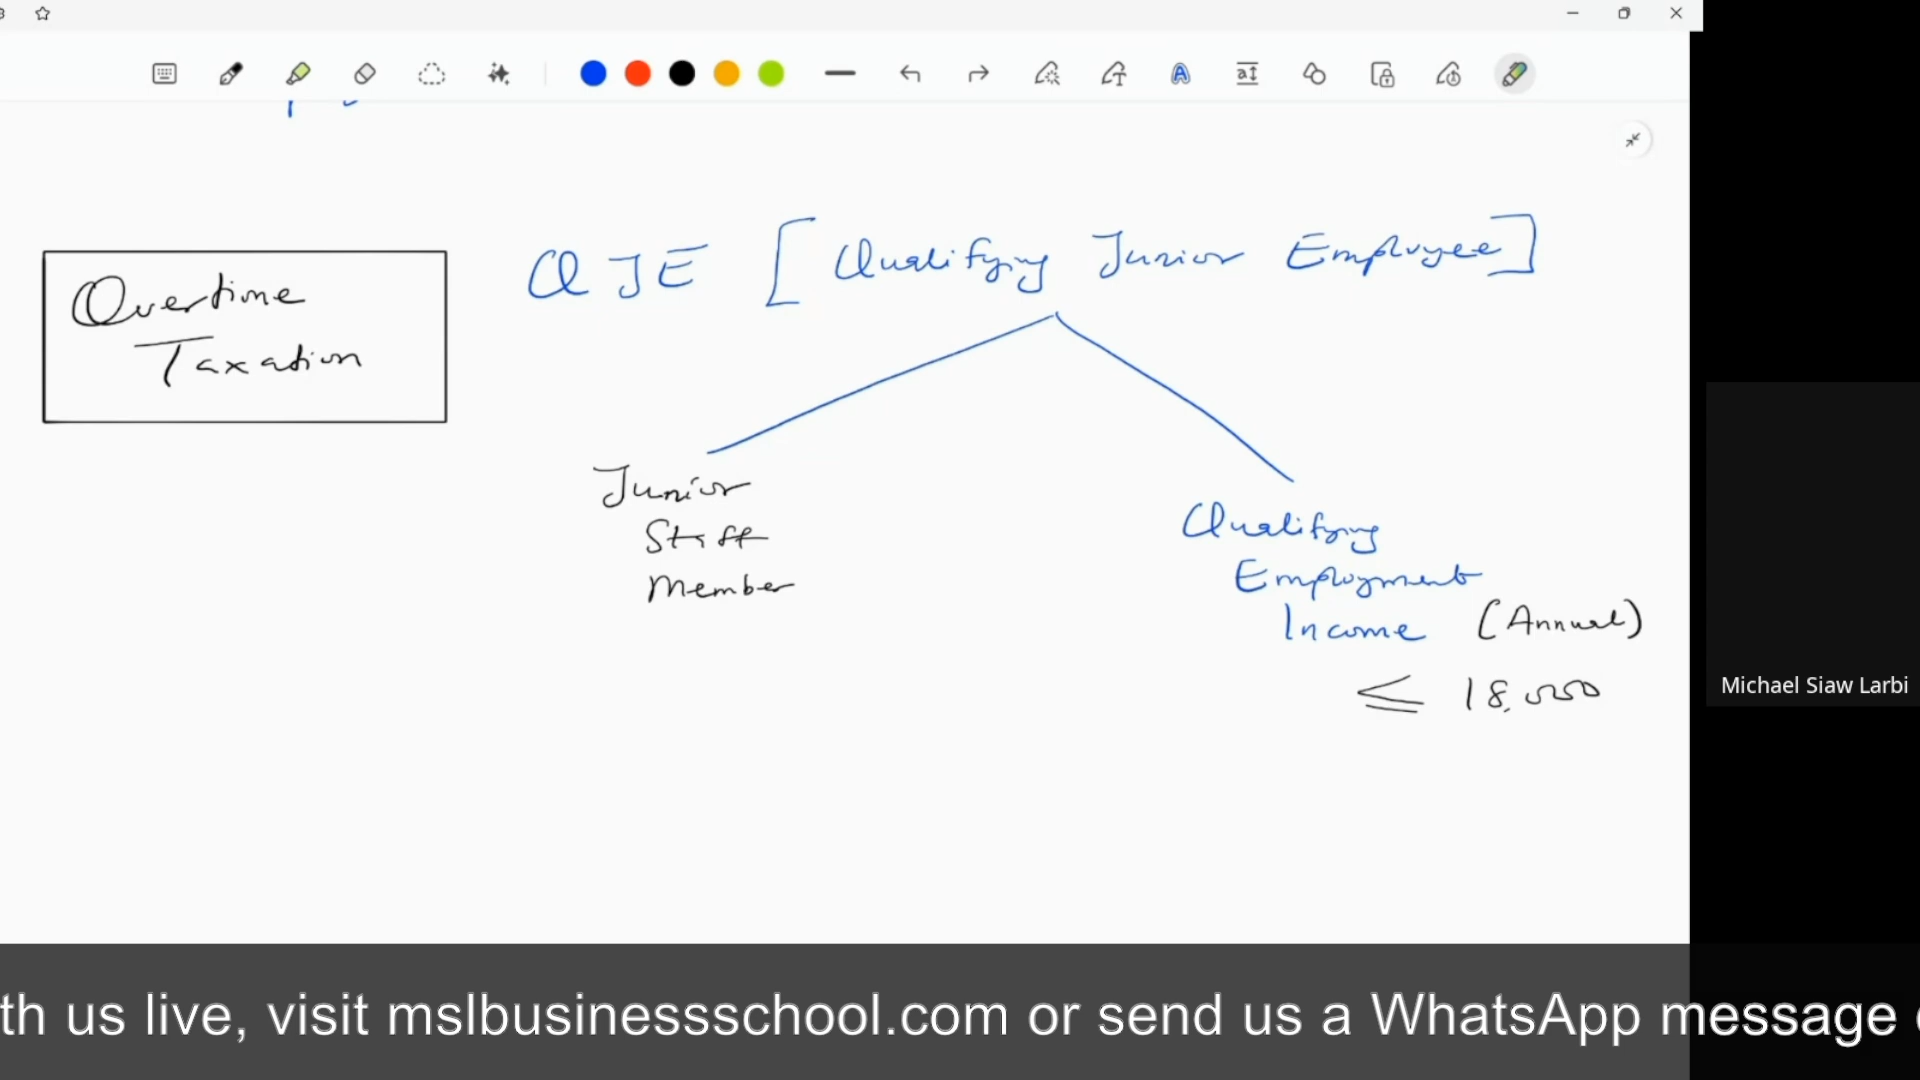 Overtime
Taxation
QJE [Qualifying Junior Employee]
Junior
Staff
Member
Qualifying
Employment
Income (Annual)
≤ 18,000
Michael Siaw Larbi
th us live, visit mslbusinessschool.com or send us a WhatsApp message